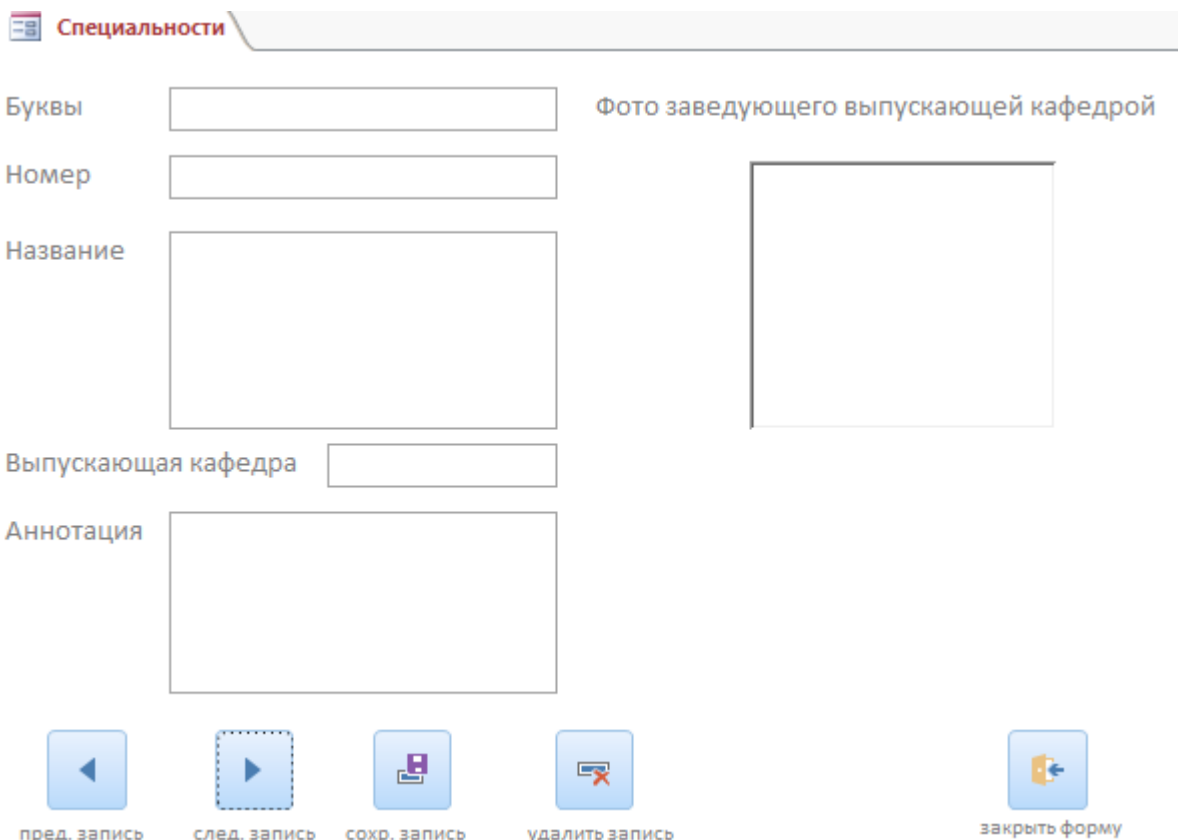 Специальности
Буквы
Фото заведующего выпускающей кафедрой
Номер
Название
Выпускающая кафедра
Аннотация
пред. запись след. запись сохр. запись удалить запись закрыть форму